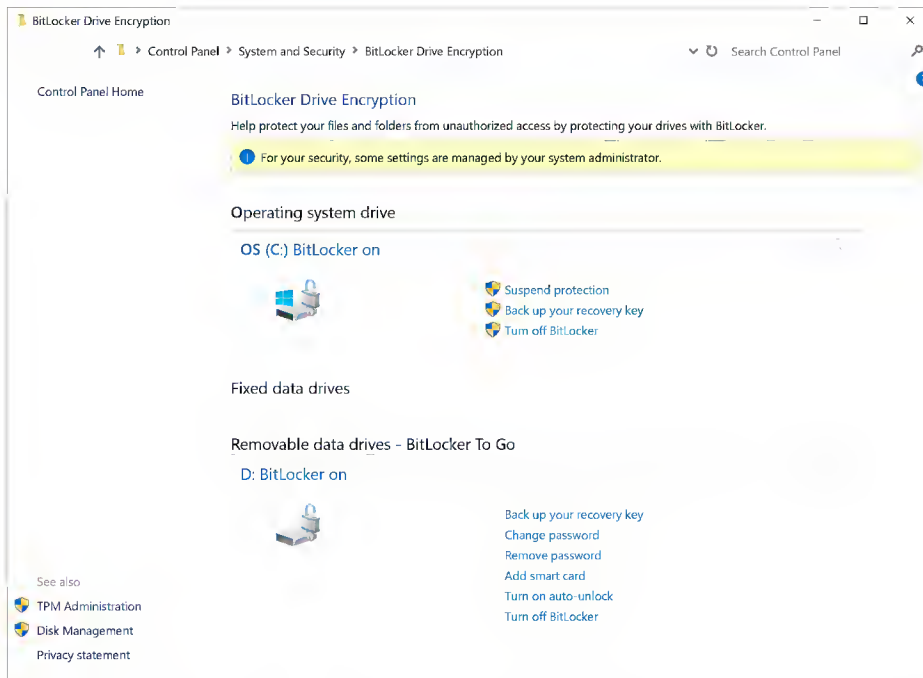 BitLocker Drive Encryption
Control Panel > System and Security > BitLocker Drive Encryption
Search Control Panel
Control Panel Home
BitLocker Drive Encryption
Help protect your files and folders from unauthorized access by protecting your drives with BitLocker.
For your security, some settings are managed by your system administrator.
Operating system drive
OS (C:) BitLocker on
Suspend protection
Back up your recovery key
Turn off BitLocker
Fixed data drives
Removable data drives - BitLocker To Go
D: BitLocker on
Back up your recovery key
Change password
Remove password
Add smart card
Turn on auto-unlock
Turn off BitLocker
See also
TPM Administration
Disk Management
Privacy statement